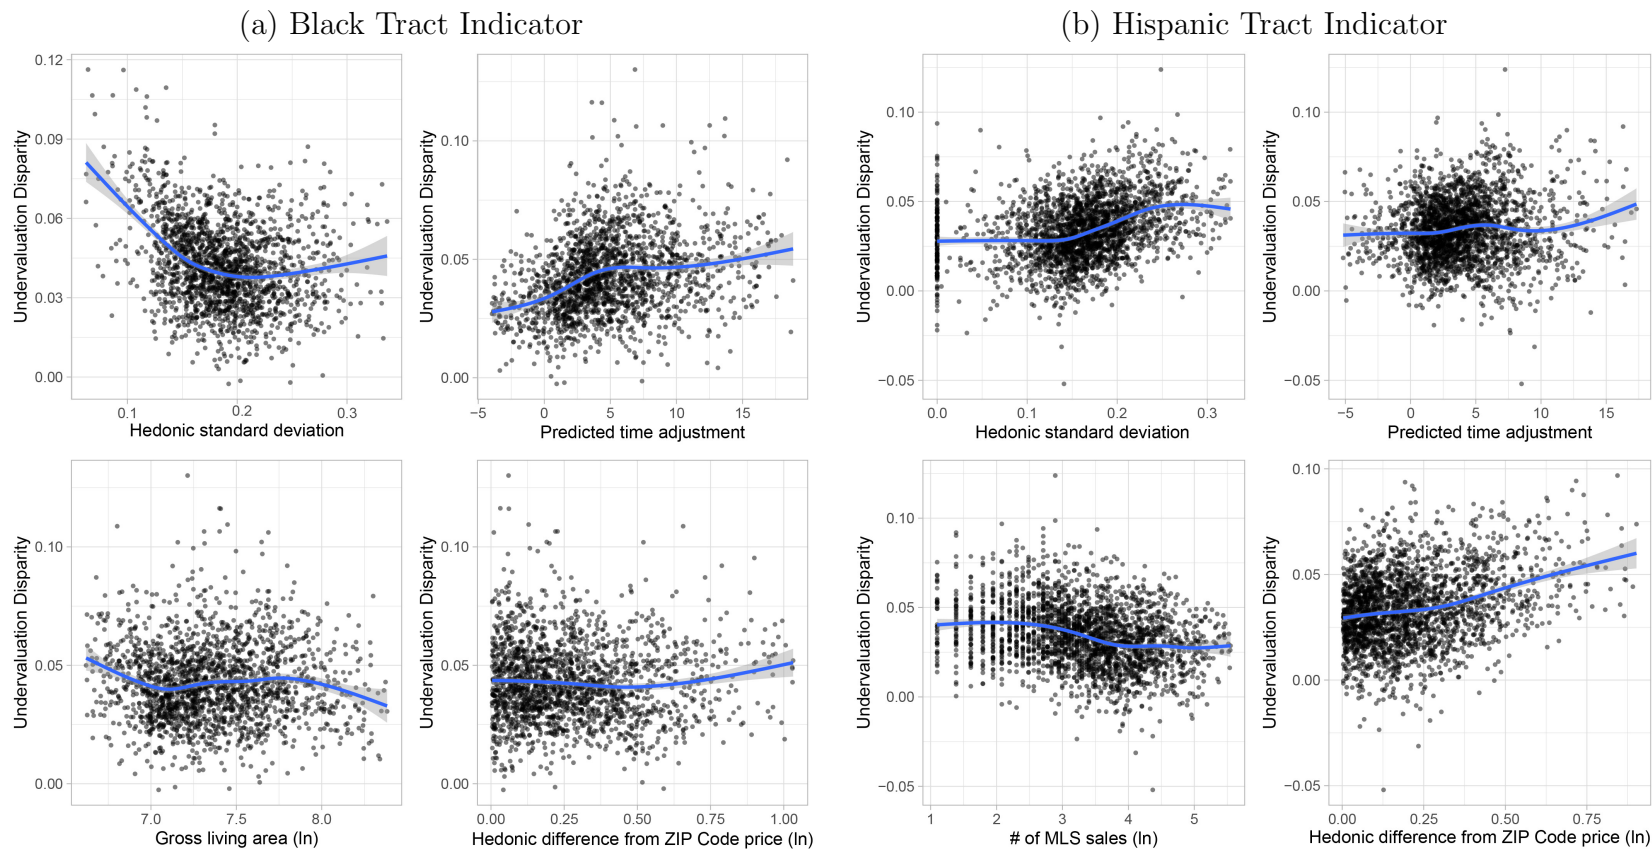 (a) Black Tract Indicator
(b) Hispanic Tract Indicator
Undervaluation Disparity
0.12
0.09
0.06
0.03
0.00
0.1 0.2 0.3
Hedonic standard deviation
Undervaluation Disparity
0.10
0.05
0.00
−5 0 5 10 15
Predicted time adjustment
Undervaluation Disparity
0.10
0.05
0.00
−0.05
0.0 0.1 0.2 0.3
Hedonic standard deviation
Undervaluation Disparity
0.10
0.05
0.00
−0.05
−5 0 5 10 15
Predicted time adjustment
Undervaluation Disparity
0.10
0.05
0.00
7.0 7.5 8.0
Gross living area (ln)
Undervaluation Disparity
0.10
0.05
0.00
0.00 0.25 0.50 0.75 1.00
Hedonic difference from ZIP Code price (ln)
Undervaluation Disparity
0.10
0.05
0.00
−0.05
1 2 3 4 5
# of MLS sales (ln)
Undervaluation Disparity
0.10
0.05
0.00
−0.05
0.00 0.25 0.50 0.75
Hedonic difference from ZIP Code price (ln)